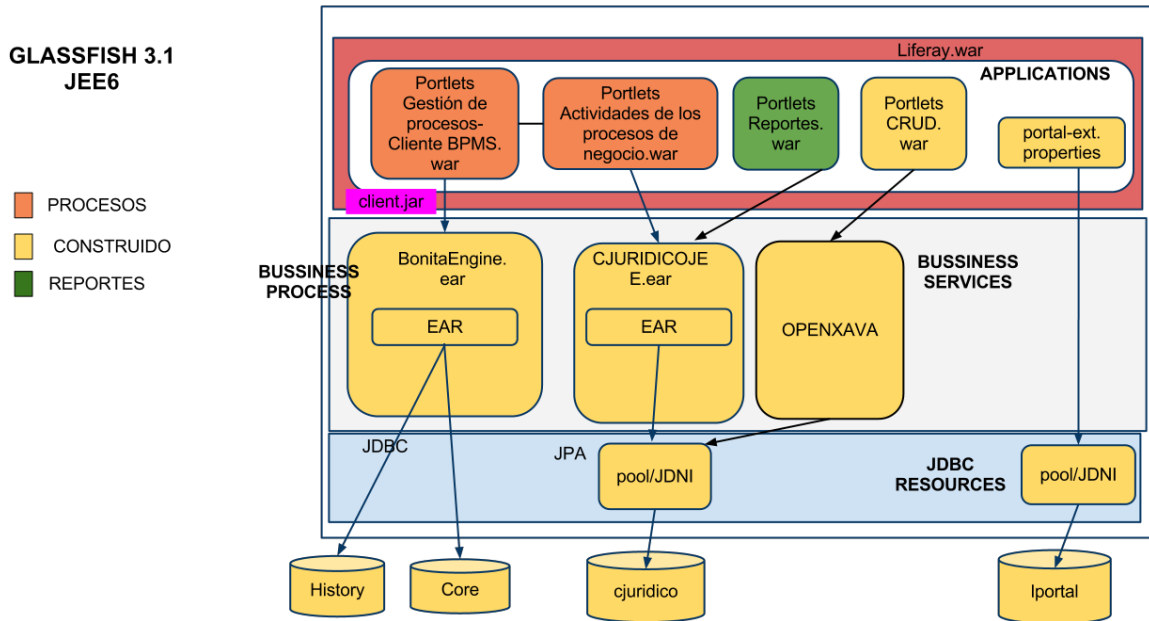 GLASSFISH 3.1
JEE6
PROCESOS
CONSTRUIDO
REPORTES
Liferay.war
APPLICATIONS
Portlets
Gestión de
procesos-
Cliente BPMS.
war
Portlets
Actividades de los
procesos de
negocio.war
Portlets
Reportes.
war
Portlets
CRUD.
war
portal-ext.
properties
client.jar
BUSSINESS
PROCESS
BonitaEngine.
ear
EAR
CJURIDICOJE
E.ear
EAR
OPENXAVA
BUSSINESS
SERVICES
JDBC
JPA
pool/JDNI
JDBC
RESOURCES
pool/JDNI
History
Core
cjuridico
lportal